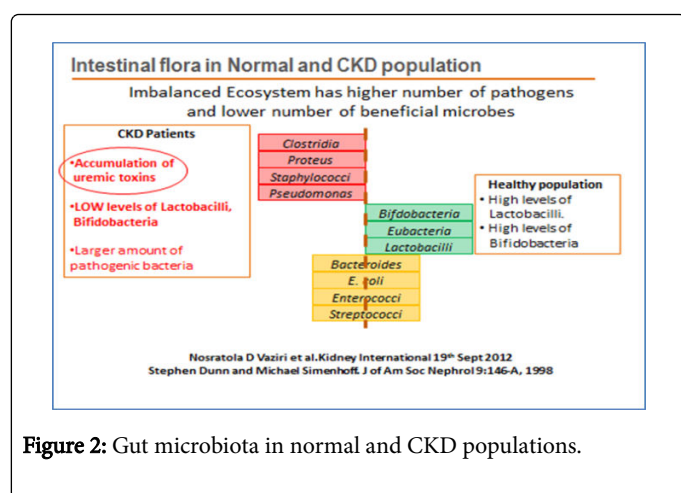 Intestinal flora in Normal and CKD population
Imbalanced Ecosystem has higher number of pathogens
and lower number of beneficial microbes
CKD Patients
•Accumulation of
uremic toxins
•LOW levels of Lactobacilli,
Bifidobacteria
•Larger amount of
pathogenic bacteria
Clostridia
Proteus
Staphylococci
Pseudomonas
Bifdobacteria
Eubacteria
Lactobacilli
Bacteroides
E. coli
Enterococci
Streptococci
Healthy population
• High levels of
Lactobacilli.
• High levels of
Bifidobacteria
Nosratola D Vaziri et al.Kidney International 19th Sept 2012
Stephen Dunn and Michael Simenhoff. J of Am Soc Nephrol 9:146-A, 1998
Figure 2: Gut microbiota in normal and CKD populations.